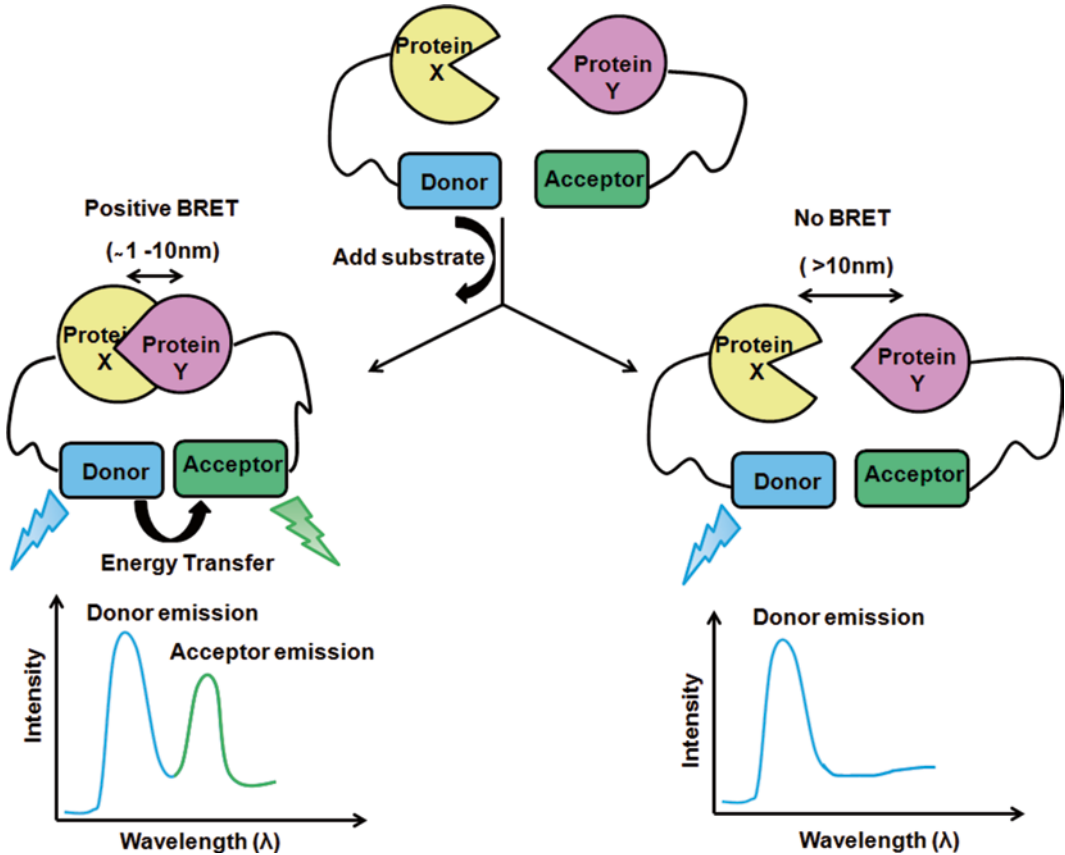 Protein
X
Protein
Y
Donor
Acceptor
Add substrate
Positive BRET
(~1 -10nm)
Protein
X
Protein
Y
Donor
Acceptor
Energy Transfer
Donor emission
Acceptor emission
Intensity
Wavelength (λ)
No BRET
( >10nm)
Protein
X
Protein
Y
Donor
Acceptor
Donor emission
Intensity
Wavelength (λ)